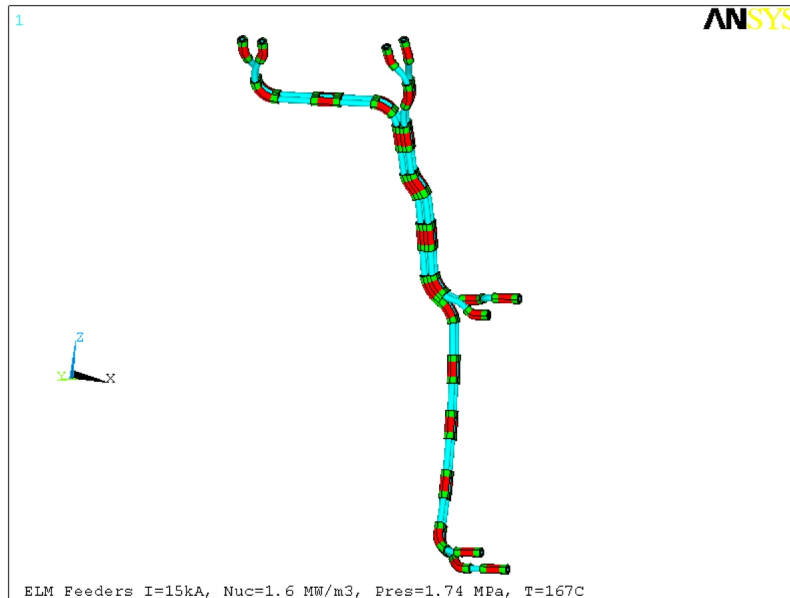 1
ANSYS
Z
Y
X
ELM Feeders I=15kA, Nuc=1.6 MW/m3, Pres=1.74 MPa, T=167C